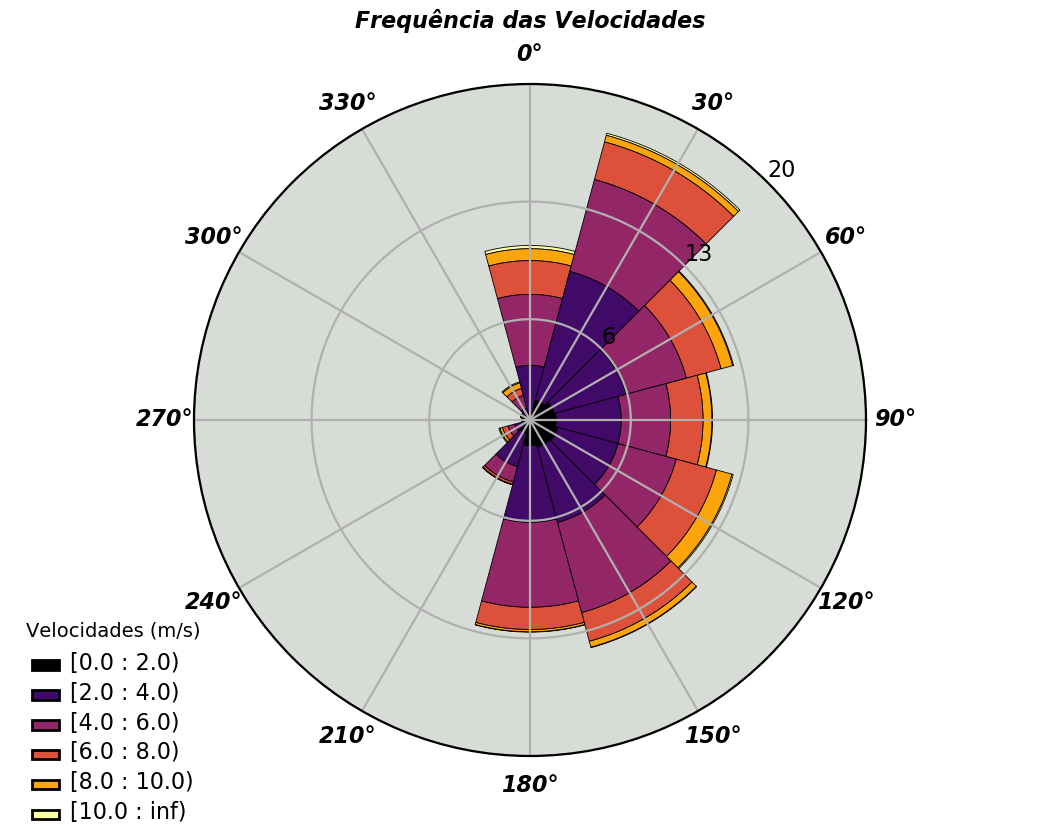 Frequência das Velocidades
0°
330°
30°
20
300°
60°
13
6
270°
90°
240°
120°
210°
150°
180°
Velocidades (m/s)
[0.0 : 2.0)
[2.0 : 4.0)
[4.0 : 6.0)
[6.0 : 8.0)
[8.0 : 10.0)
[10.0 : inf)